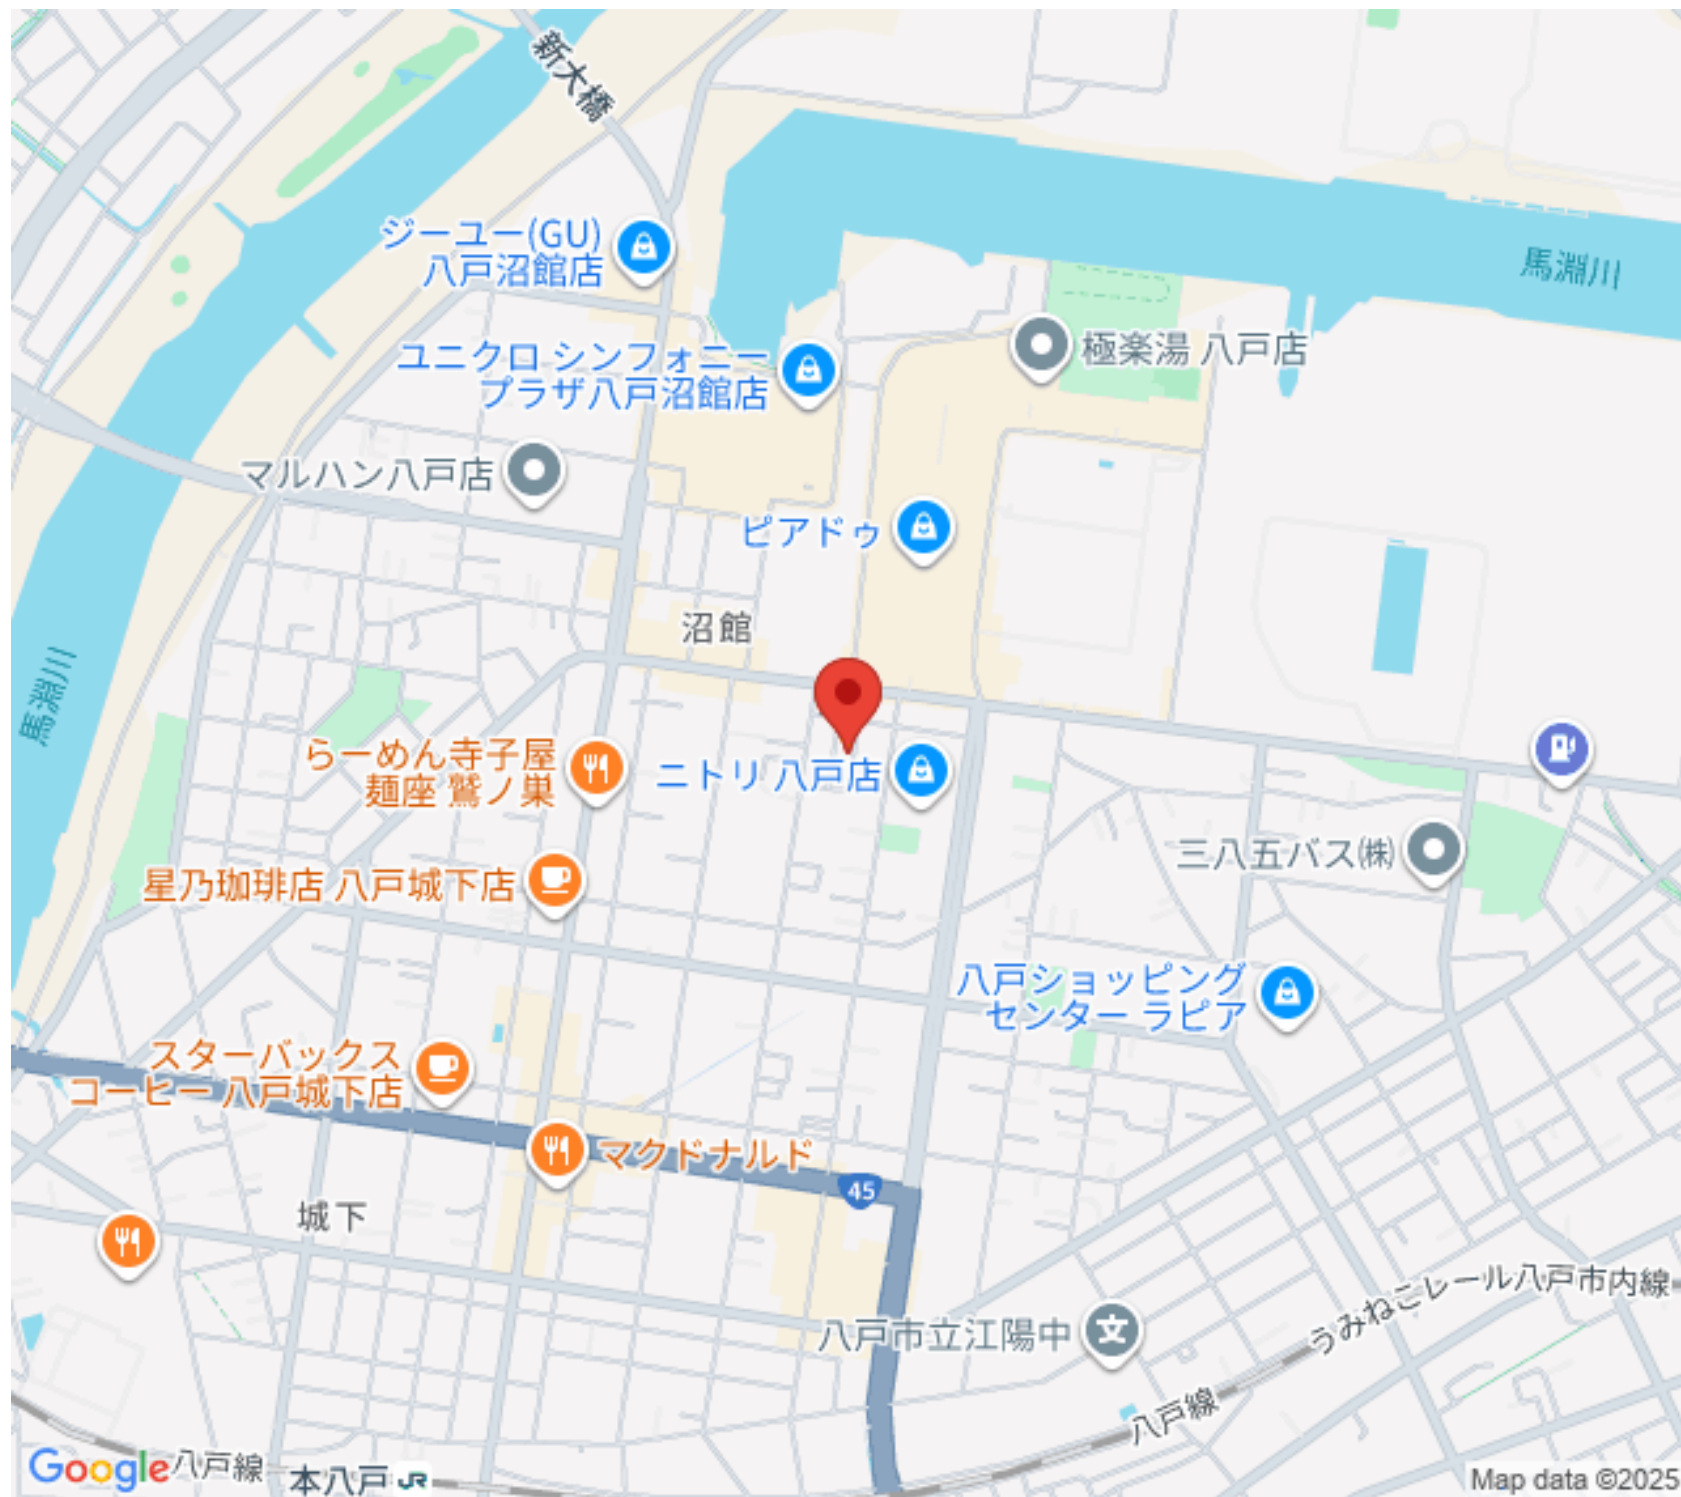 新大橋
ジーユー(GU)
八戸沼館店
馬淵川
ユニクロ シンフォニー
プラザ八戸沼館店
極楽湯 八戸店
マルハン八戸店
ピアドゥ
沼館
馬淵川
らーめん寺子屋
麺座 鷲ノ巣
ニトリ 八戸店
三八五バス㈱
星乃珈琲店 八戸城下店
八戸ショッピング
センター ラピア
スターバックス
コーヒー 八戸城下店
マクドナルド
45
城下
うみねこレール八戸市内線
八戸市立江陽中
文
八戸線
Google
八戸線
本八戸 JR
Map data ©2025